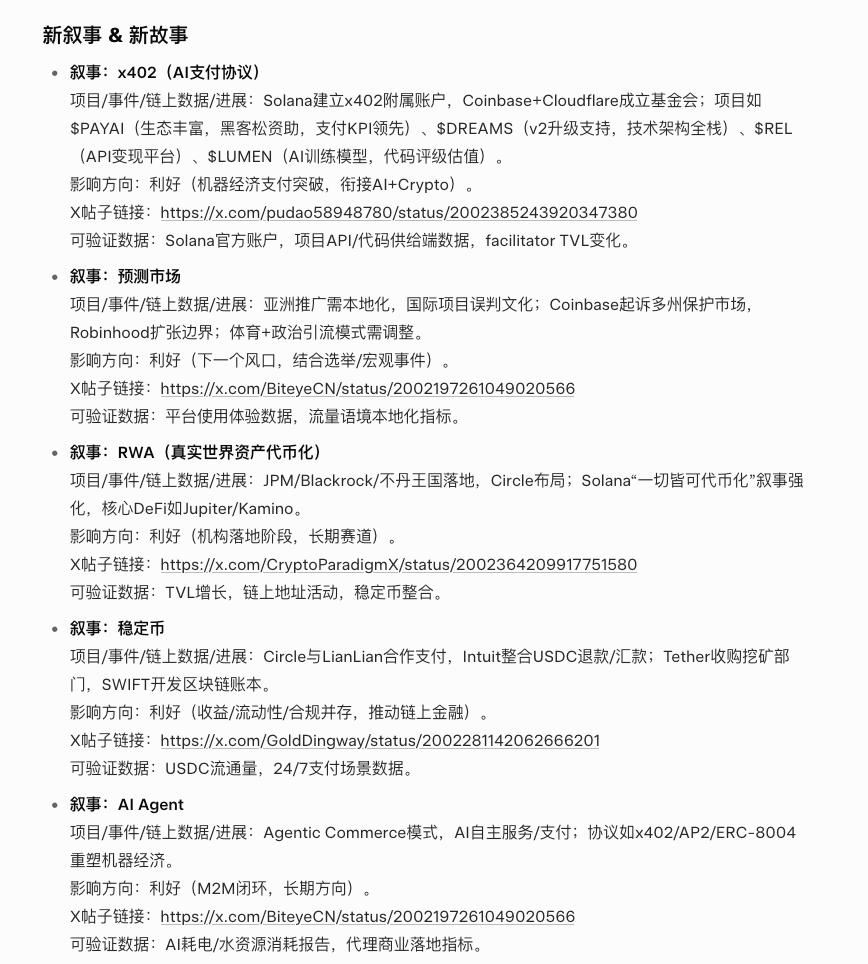 新叙事 & 新故事
• 叙事：x402（AI支付协议）
项目/事件/链上数据/进展：Solana建立x402附属账户，Coinbase+Cloudflare成立基金会；项目如
$PAYAI（生态丰富，黑客松资助，支付KPI领先）、$DREAMS（v2升级支持，技术架构全栈）、$REL
（API变现平台）、$LUMEN（AI训练模型，代码评级估值）。
影响方向：利好（机器经济支付突破，衔接AI+Crypto）。
X帖子链接：https://x.com/pudao58948780/status/2002385243920347380
可验证数据：Solana官方账户，项目API/代码供给端数据，facilitator TVL变化。
• 叙事：预测市场
项目/事件/链上数据/进展：亚洲推广需本地化，国际项目误判文化；Coinbase起诉多州保护市场，
Robinhood扩张边界；体育+政治引流模式需调整。
影响方向：利好（下一个风口，结合选举/宏观事件）。
X帖子链接：https://x.com/BiteyeCN/status/2002197261049020566
可验证数据：平台使用体验数据，流量语境本地化指标。
• 叙事：RWA（真实世界资产代币化）
项目/事件/链上数据/进展：JPM/Blackrock/不丹王国落地，Circle布局；Solana“一切皆可代币化”叙事强
化，核心DeFi如Jupiter/Kamino。
影响方向：利好（机构落地阶段，长期赛道）。
X帖子链接：https://x.com/CryptoParadigmX/status/2002364209917751580
可验证数据：TVL增长，链上地址活动，稳定币整合。
• 叙事：稳定币
项目/事件/链上数据/进展：Circle与LianLian合作支付，Intuit整合USDC退款/汇款；Tether收购挖矿部
门，SWIFT开发区块链账本。
影响方向：利好（收益/流动性/合规并存，推动链上金融）。
X帖子链接：https://x.com/GoldDingway/status/2002281142062666201
可验证数据：USDC流通量，24/7支付场景数据。
• 叙事：AI Agent
项目/事件/链上数据/进展：Agentic Commerce模式，AI自主服务/支付；协议如x402/AP2/ERC-8004
重塑机器经济。
影响方向：利好（M2M闭环，长期方向）。
X帖子链接：https://x.com/BiteyeCN/status/2002197261049020566
可验证数据：AI耗电/水资源消耗报告，代理商业落地指标。